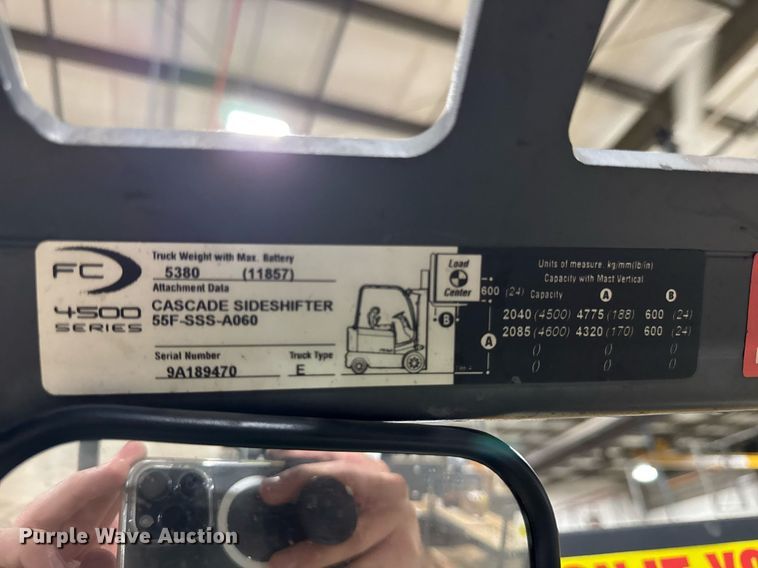 FC
4500
SERIES
Truck Weight with Max. Battery
5380 (11857)
Attachment Data
CASCADE SIDESHIFTER
55F-SSS-A060
Serial Number Truck Type
9A189470 E
Load
Center
600 (24)
B
A
Units of measure: kg/mm(lb/in)
Capacity with Mast Vertical
Capacity A B
2040 (4500) 4775 (188) 600 (24)
2085 (4600) 4320 (170) 600 (24)
() () ()
() () ()
Purple Wave Auction